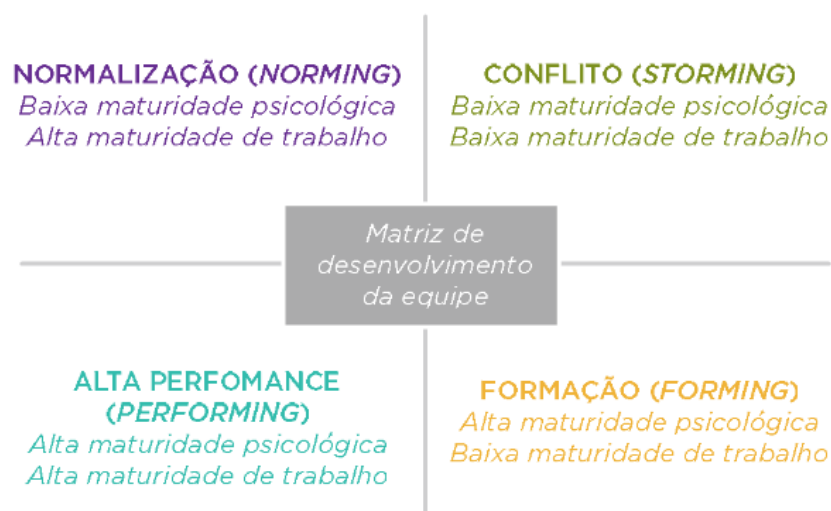 NORMALIZAÇÃO (NORMING)
Baixa maturidade psicológica
Alta maturidade de trabalho
CONFLITO (STORMING)
Baixa maturidade psicológica
Baixa maturidade de trabalho
Matriz de
desenvolvimento
da equipe
ALTA PERFOMANCE
(PERFORMING)
Alta maturidade psicológica
Alta maturidade de trabalho
FORMAÇÃO (FORMING)
Alta maturidade psicológica
Baixa maturidade de trabalho